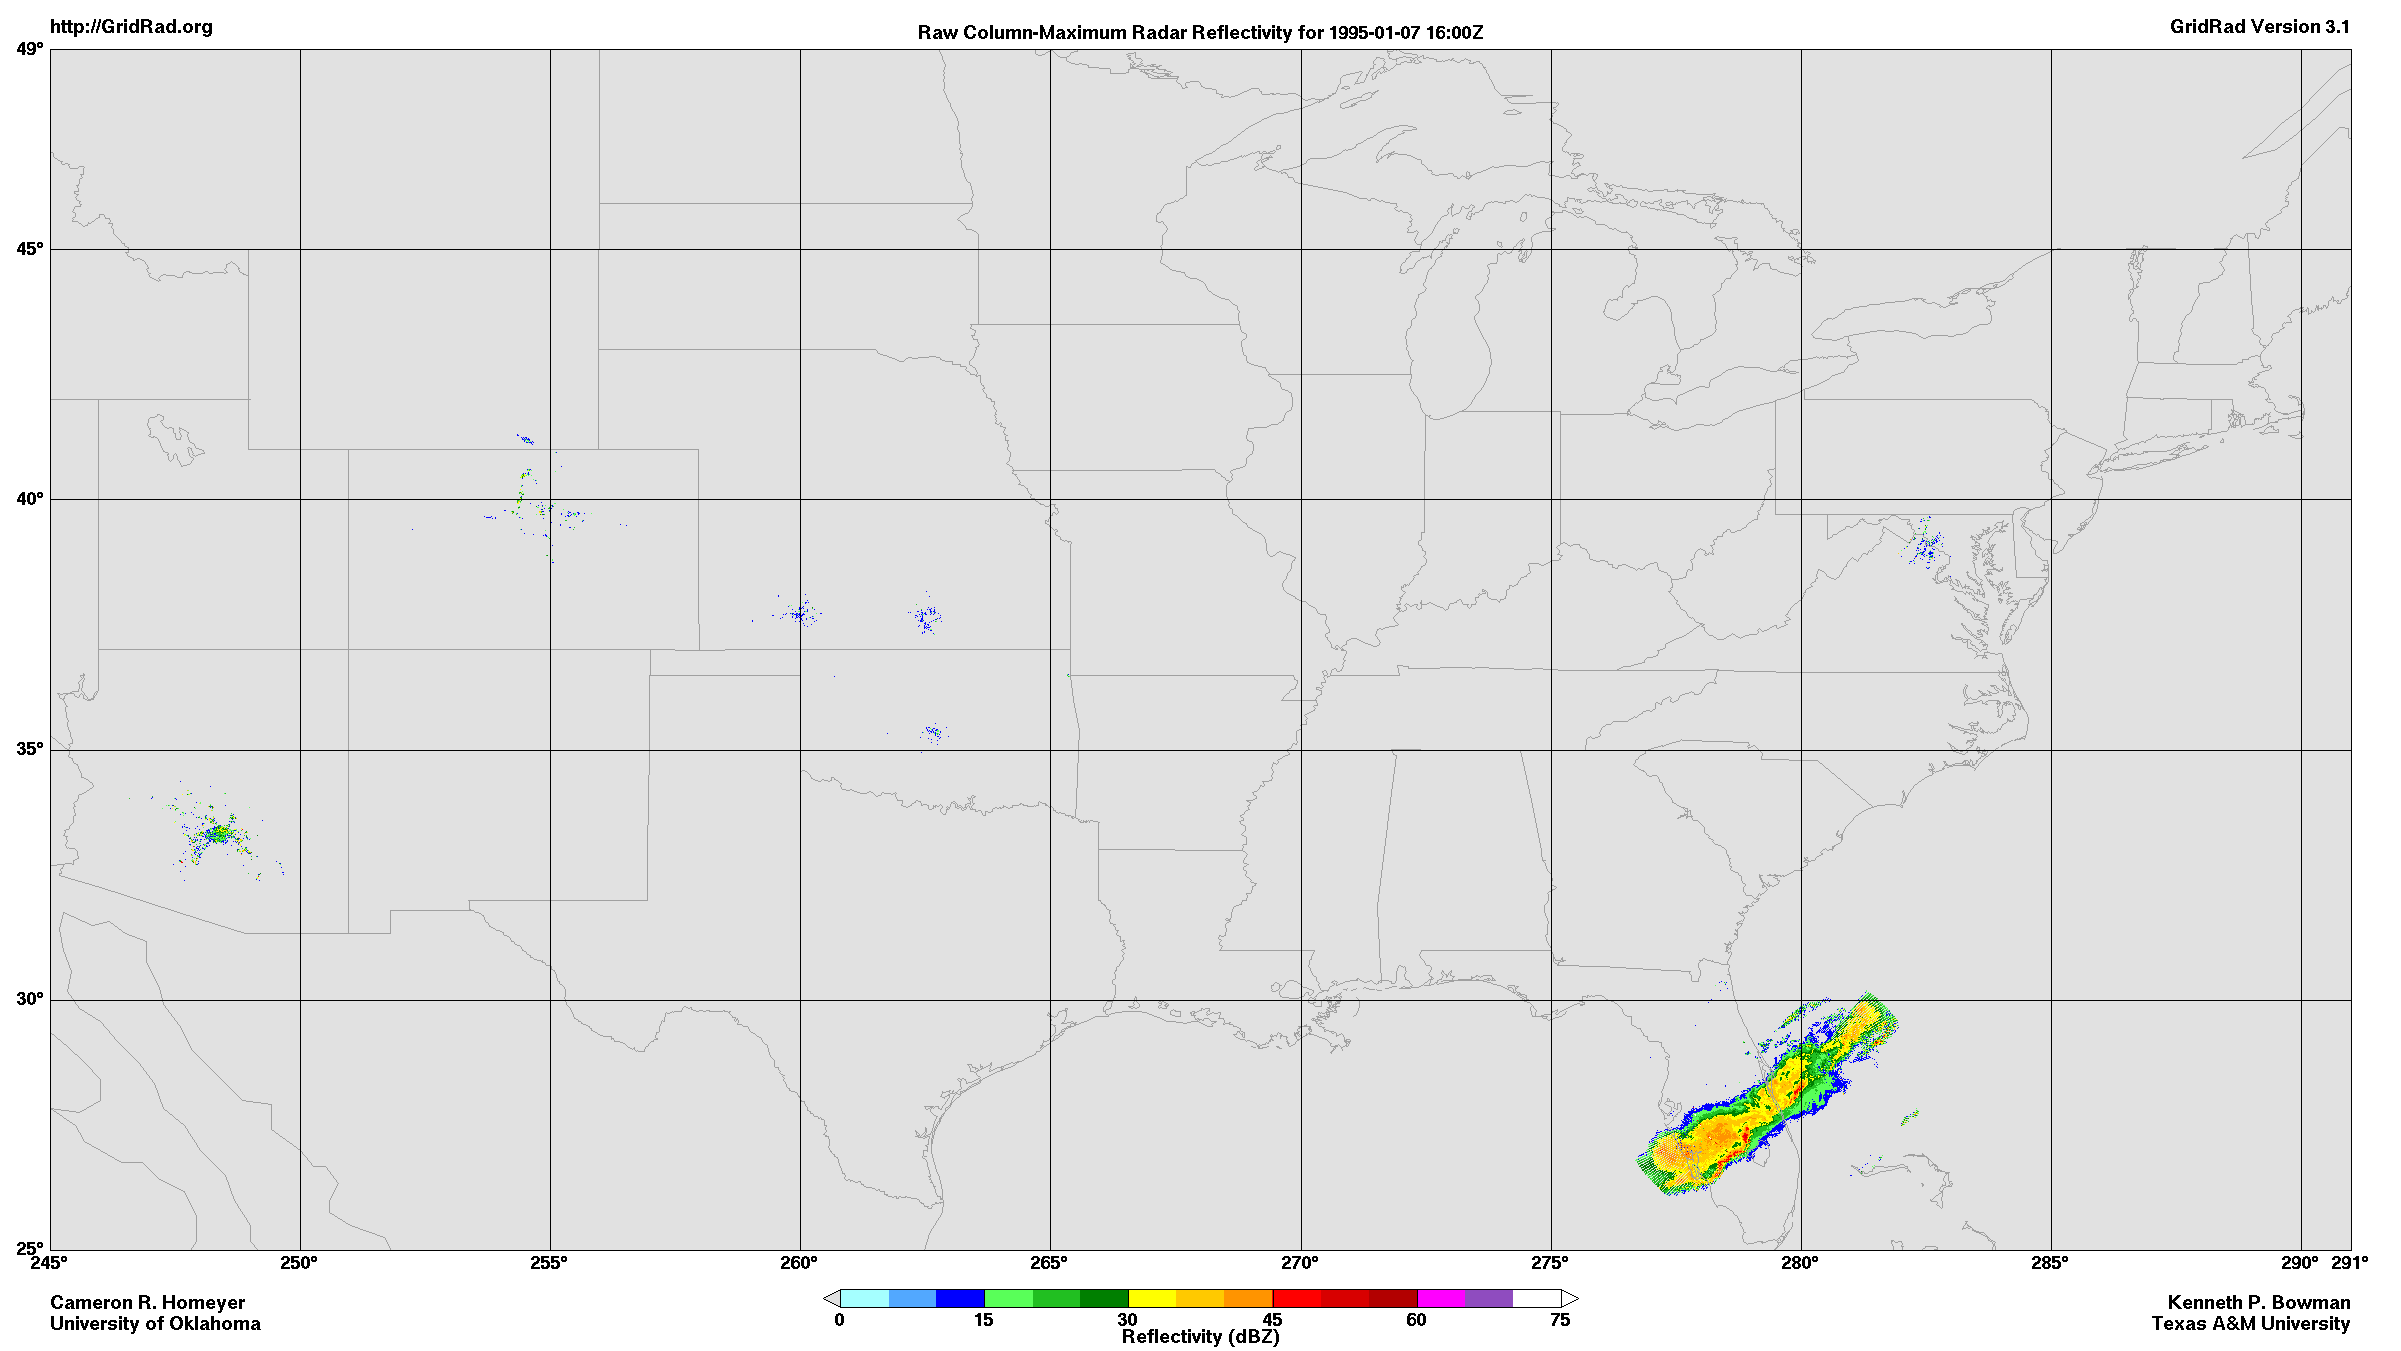 http://GridRad.org
Raw Column-Maximum Radar Reflectivity for 1995-01-07 16:00Z
GridRad Version 3.1
49°
45°
40°
35°
30°
25°
245° 250° 255° 260° 265° 270° 275° 280° 285° 290° 291°
0 15 30 45 60 75
Reflectivity (dBZ)
Cameron R. Homeyer
University of Oklahoma
Kenneth P. Bowman
Texas A&M University